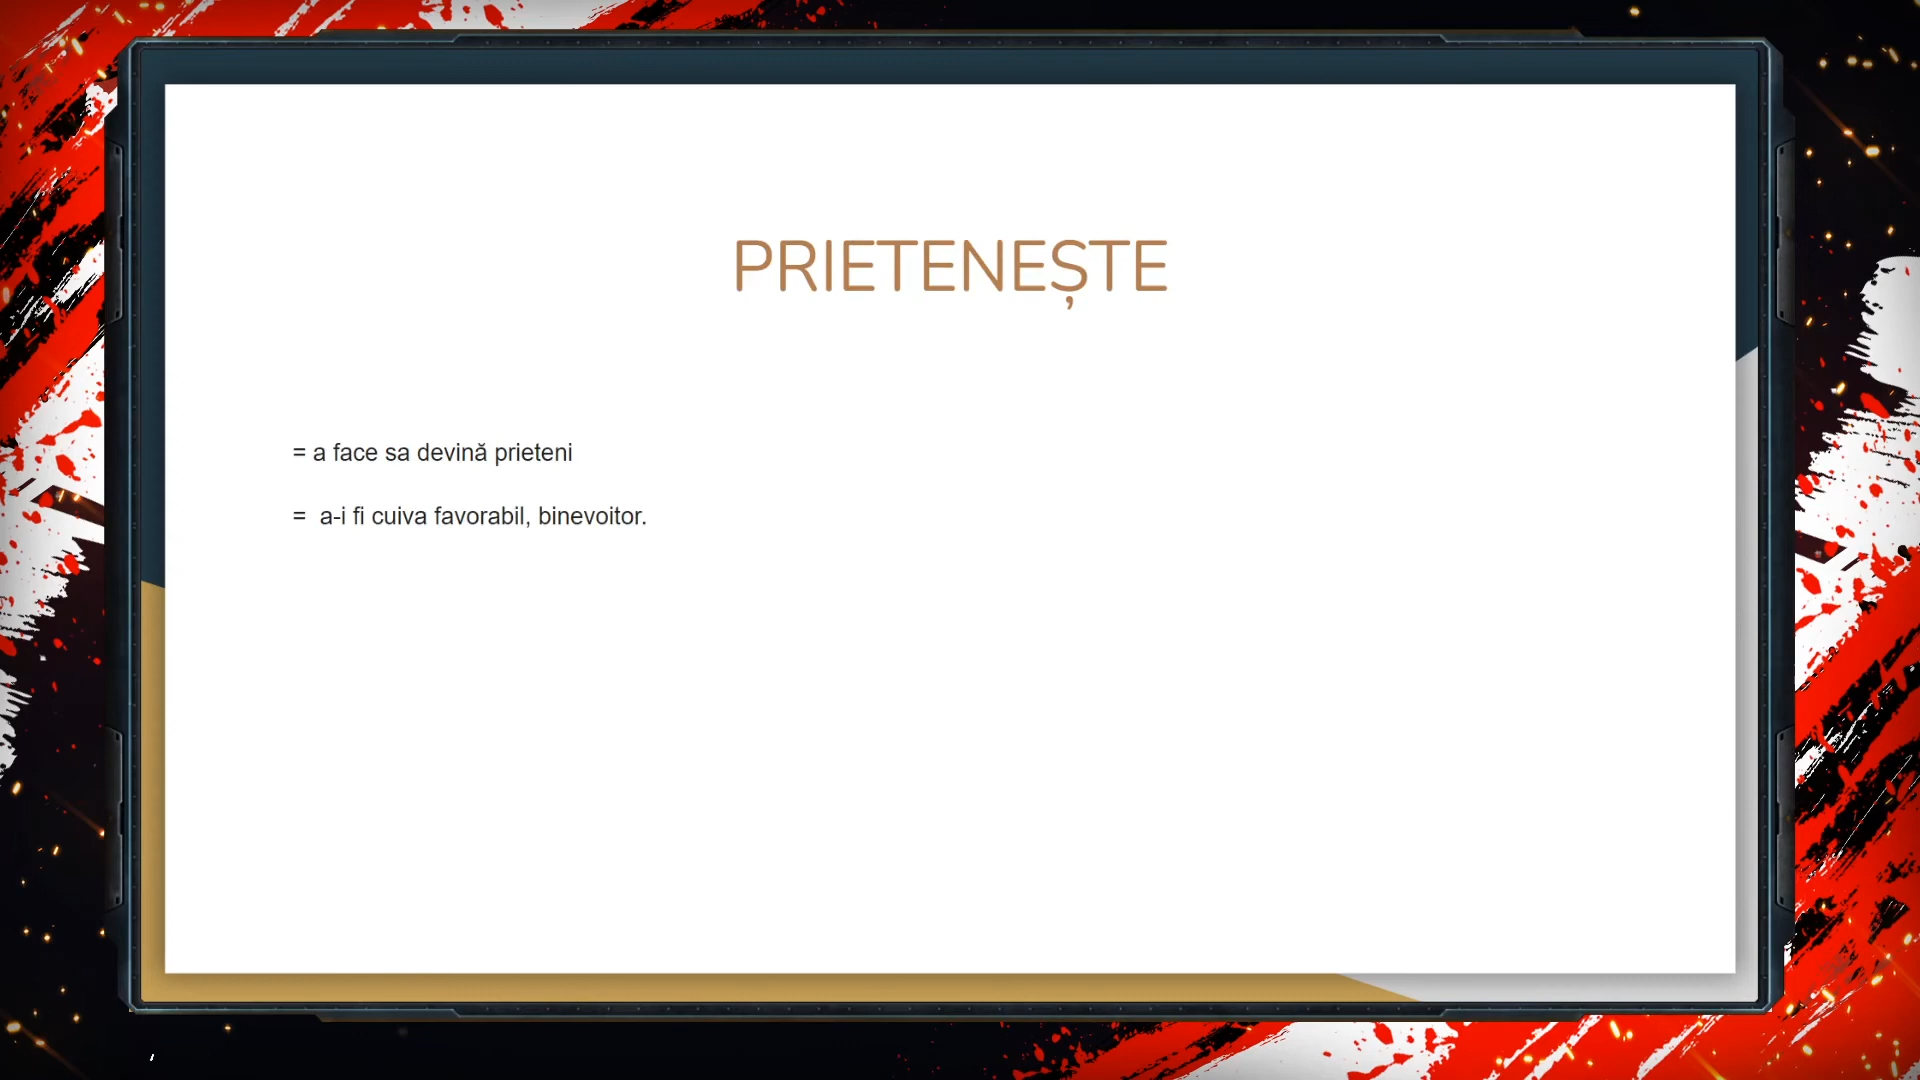 PRIETENEȘTE
= a face sa devină prieteni
=  a-i fi cuiva favorabil, binevoitor.